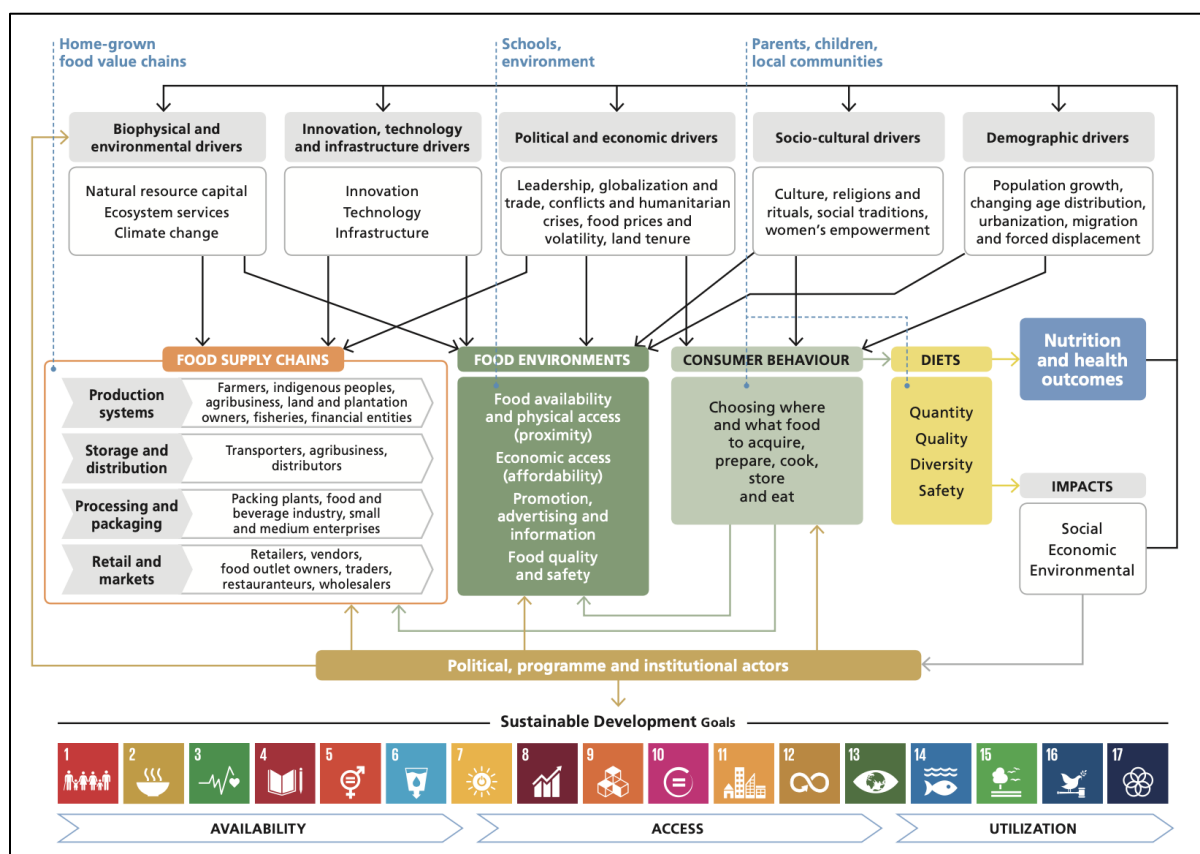 Home-grown
food value chains
Schools,
environment
Parents, children,
local communities
Biophysical and
environmental drivers
Innovation, technology
and infrastructure drivers
Political and economic drivers
Socio-cultural drivers
Demographic drivers
Natural resource capital
Ecosystem services
Climate change
Innovation
Technology
Infrastructure
Leadership, globalization and
trade, conflicts and humanitarian
crises, food prices and
volatility, land tenure
Culture, religions and
rituals, social traditions,
women’s empowerment
Population growth,
changing age distribution,
urbanization, migration
and forced displacement
FOOD SUPPLY CHAINS
Production
systems
Farmers, indigenous peoples,
agribusiness, land and plantation
owners, fisheries, financial entities
Storage and
distribution
Transporters, agribusiness,
distributors
Processing and
packaging
Packing plants, food and
beverage industry, small
and medium enterprises
Retail and
markets
Retailers, vendors,
food outlet owners, traders,
restauranteurs, wholesalers
FOOD ENVIRONMENTS
Food availability
and physical access
(proximity)
Economic access
(affordability)
Promotion,
advertising and
information
Food quality
and safety
CONSUMER BEHAVIOUR
Choosing where
and what food
to acquire,
prepare, cook,
store
and eat
DIETS
Quantity
Quality
Diversity
Safety
Nutrition
and health
outcomes
IMPACTS
Social
Economic
Environmental
Political, programme and institutional actors
Sustainable Development Goals
1
2
3
4
5
6
7
8
9
10
11
12
13
14
15
16
17
AVAILABILITY
ACCESS
UTILIZATION